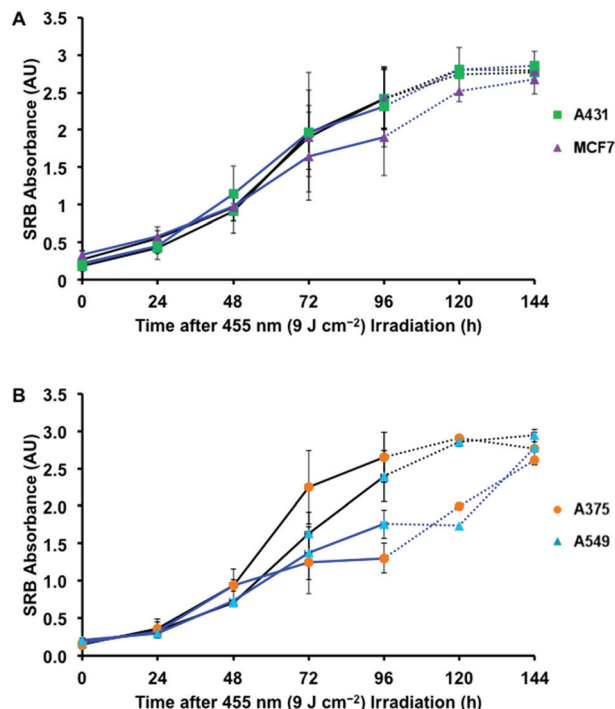 A
SRB Absorbance (AU)
3.5
3
2.5
2
1.5
1
0.5
0
0 24 48 72 96 120 144
Time after 455 nm (9 J cm⁻²) Irradiation (h)
A431
MCF7
B
SRB Absorbance (AU)
3.5
3.0
2.5
2.0
1.5
1.0
0.5
0.0
0 24 48 72 96 120 144
Time after 455 nm (9 J cm⁻²) Irradiation (h)
A375
A549